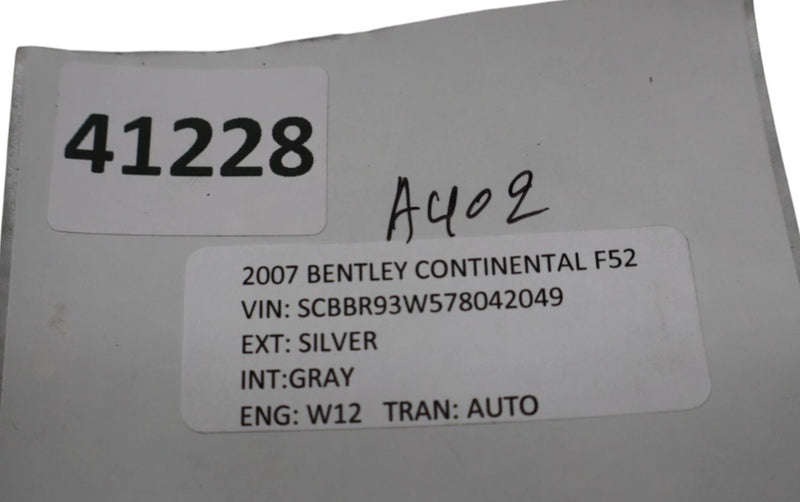 41228
A402
2007 BENTLEY CONTINENTAL F52
VIN: SCBBR93W578042049
EXT: SILVER
INT:GRAY
ENG: W12 TRAN: AUTO